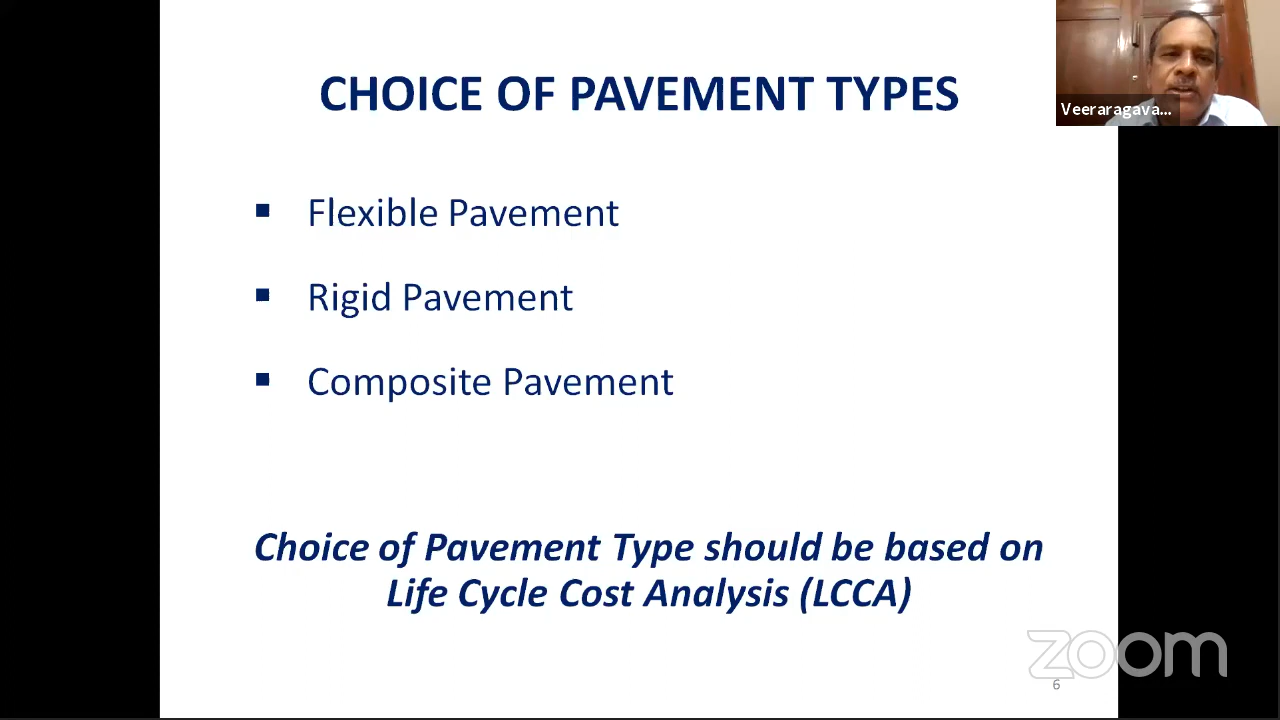 CHOICE OF PAVEMENT TYPES
Veeraragava...
▪ Flexible Pavement
▪ Rigid Pavement
▪ Composite Pavement
Choice of Pavement Type should be based on
Life Cycle Cost Analysis (LCCA)
zoom
6